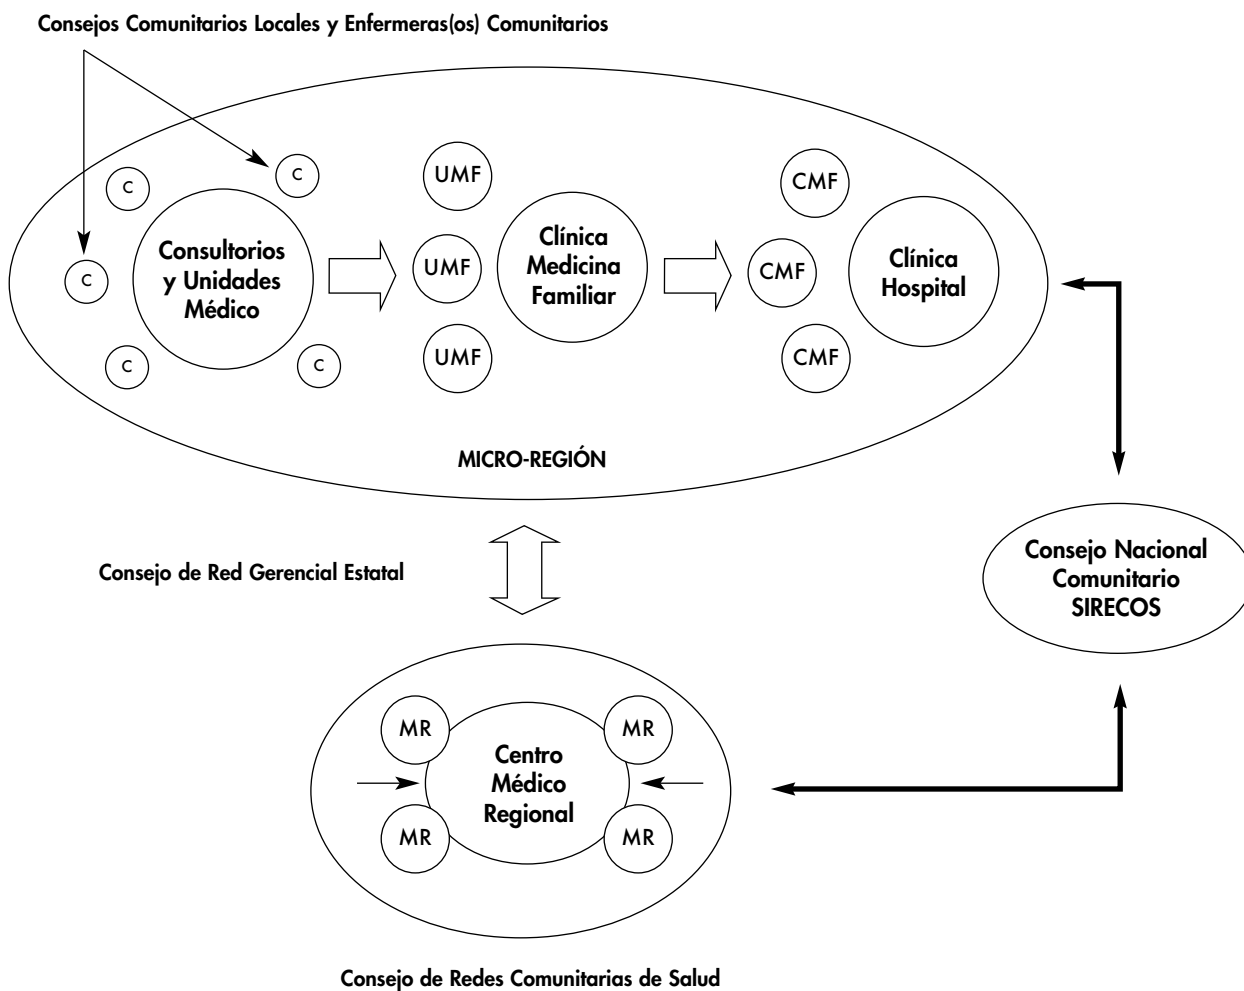 Consejos Comunitarios Locales y Enfermeras(os) Comunitarios
C
C
C
C
C
Consultorios
y Unidades
Médico
UMF
UMF
UMF
Clínica
Medicina
Familiar
CMF
CMF
CMF
Clínica
Hospital
MICRO-REGIÓN
Consejo de Red Gerencial Estatal
Consejo Nacional
Comunitario
SIRECOS
MR
MR
Centro
Médico
Regional
MR
MR
Consejo de Redes Comunitarias de Salud